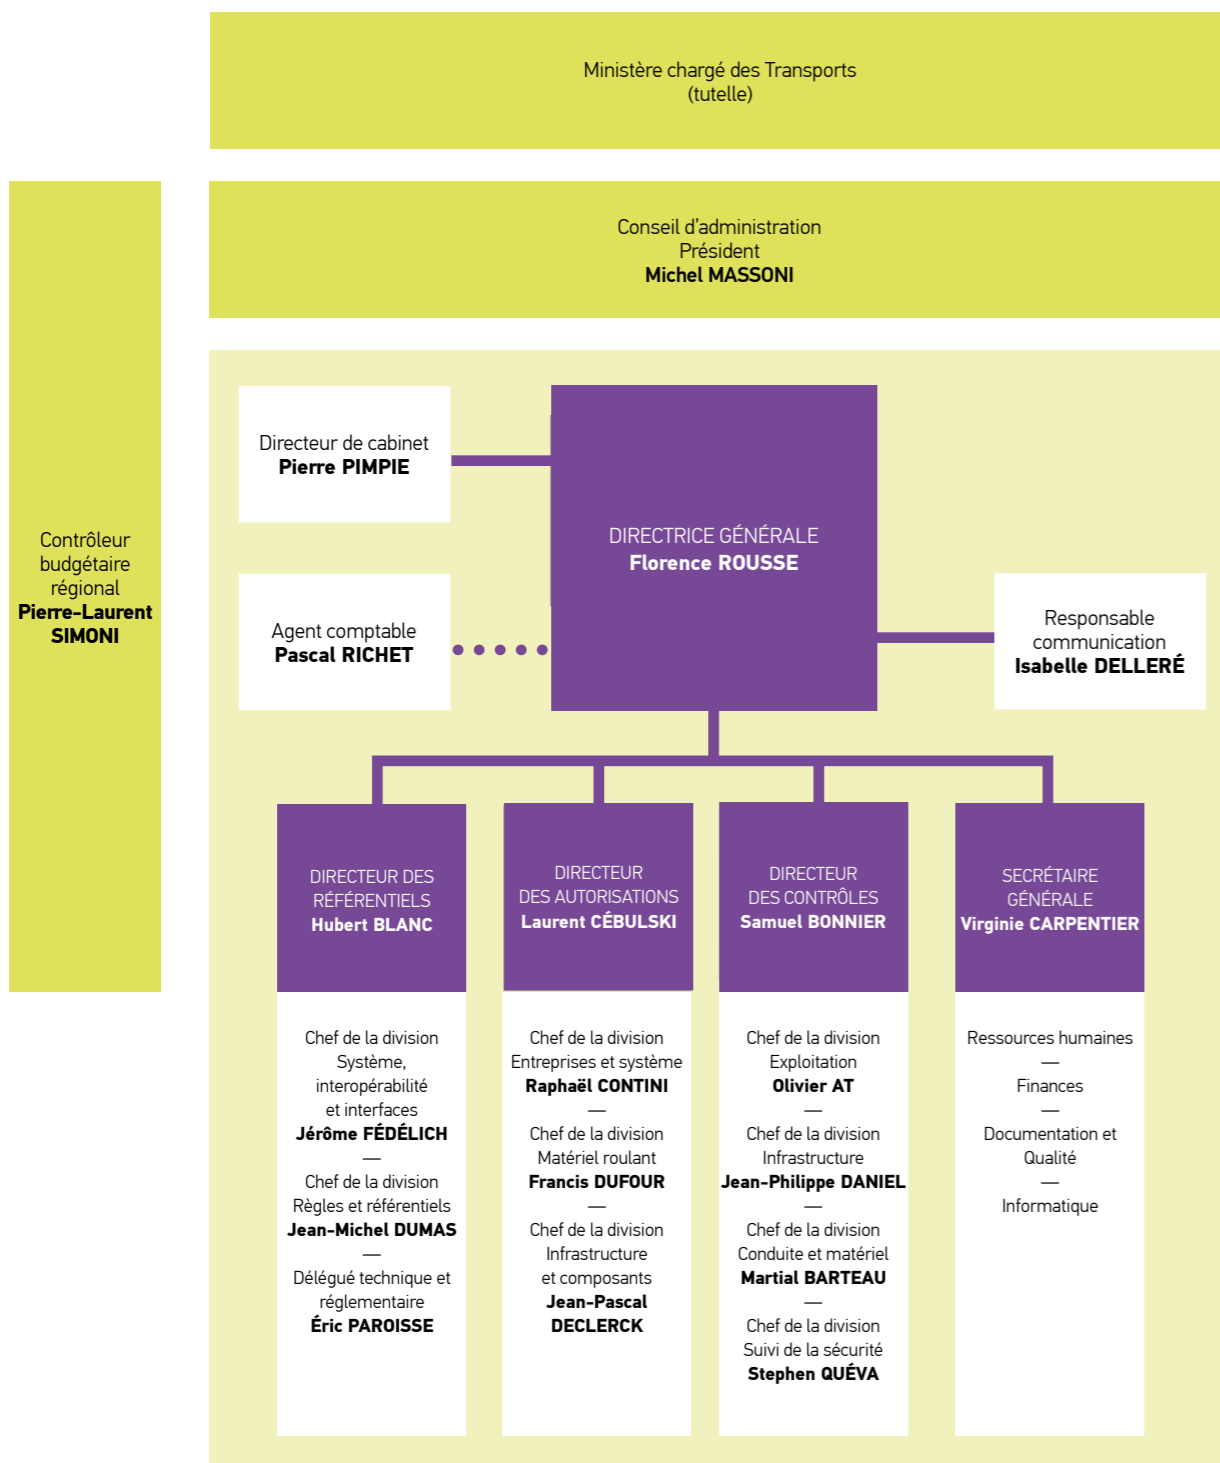 Ministère chargé des Transports
(tutelle)
Conseil d’administration
Président
Michel MASSONI
Contrôleur
budgétaire
régional
Pierre-Laurent
SIMONI
Directeur de cabinet
Pierre PIMPIE
Agent comptable
Pascal RICHET
DIRECTRICE GÉNÉRALE
Florence ROUSSE
Responsable
communication
Isabelle DELLERÉ
DIRECTEUR DES
RÉFÉRENTIELS
Hubert BLANC
Chef de la division
Système,
interopérabilité
et interfaces
Jérôme FÉDÉLICH
—
Chef de la division
Règles et référentiels
Jean-Michel DUMAS
—
Délégué technique et
réglementaire
Éric PAROISSE
DIRECTEUR
DES AUTORISATIONS
Laurent CÉBULSKI
Chef de la division
Entreprises et système
Raphaël CONTINI
—
Chef de la division
Matériel roulant
Francis DUFOUR
—
Chef de la division
Infrastructure
et composants
Jean-Pascal
DECLERCK
DIRECTEUR
DES CONTRÔLES
Samuel BONNIER
Chef de la division
Exploitation
Olivier AT
—
Chef de la division
Infrastructure
Jean-Philippe DANIEL
—
Chef de la division
Conduite et matériel
Martial BARTEAU
—
Chef de la division
Suivi de la sécurité
Stephen QUÉVA
SECRÉTAIRE
GÉNÉRALE
Virginie CARPENTIER
Ressources humaines
—
Finances
—
Documentation et
Qualité
—
Informatique